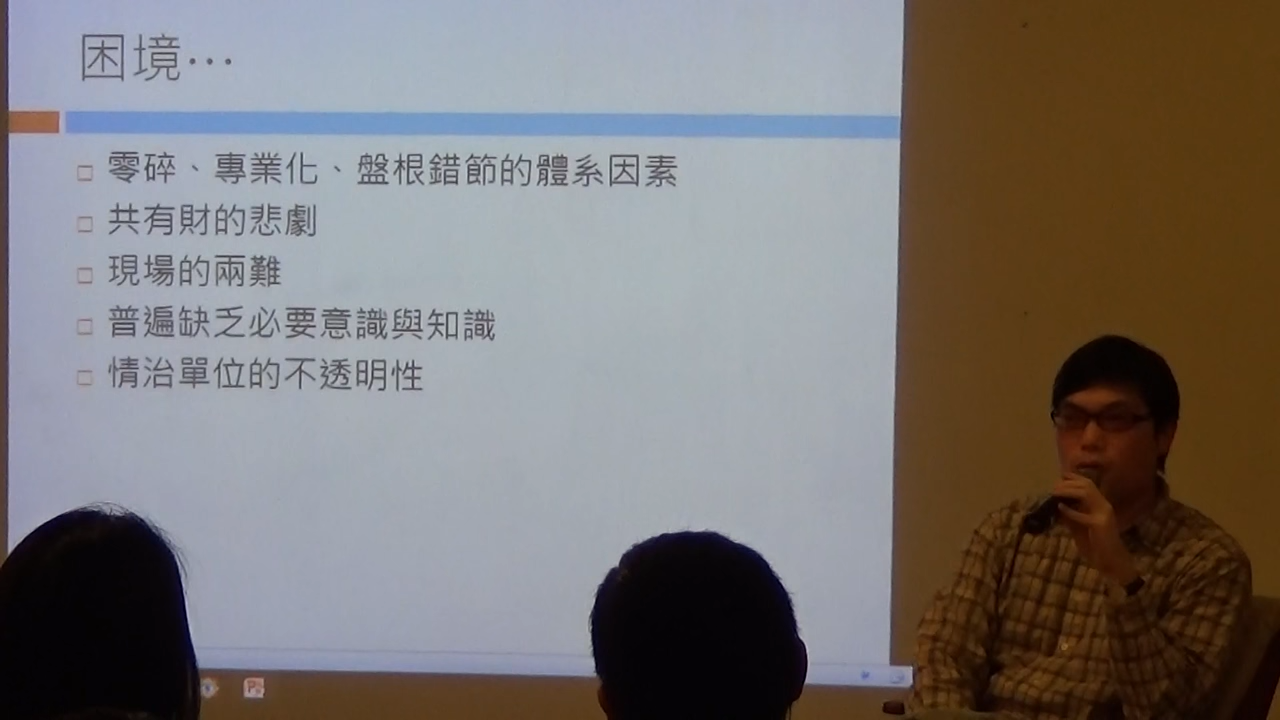 困境…
零碎、專業化、盤根錯節的體系因素
共有財的悲劇
現場的兩難
普遍缺乏必要意識與知識
情治單位的不透明性